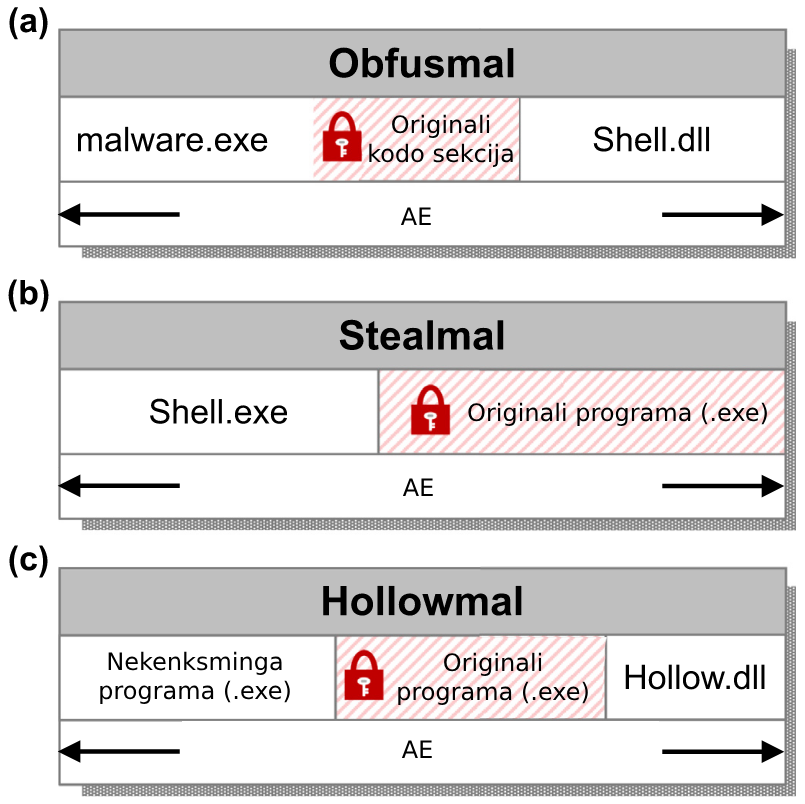 (a)
Obfusmal
malware.exe
Originali
kodo sekcija
Shell.dll
AE
(b)
Stealmal
Shell.exe
Originali programa (.exe)
AE
(c)
Hollowmal
Nekenksminga
programa (.exe)
Originali
programa (.exe)
Hollow.dll
AE